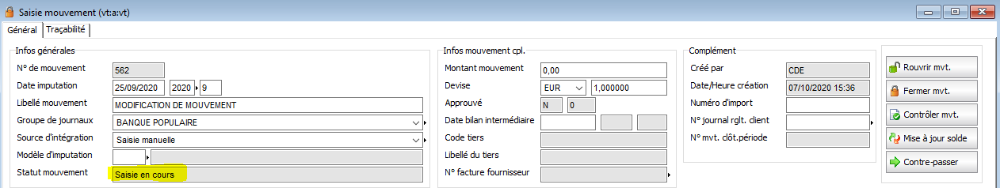 Saisie mouvement (vt:a:vt)
Général Traçabilité
Infos générales
N° de mouvement 562
Date imputation 25/09/2020 2020 9
Libellé mouvement MODIFICATION DE MOUVEMENT
Groupe de journaux BANQUE POPULAIRE
Source d'intégration Saisie manuelle
Modèle d'imputation
Statut mouvement Saisie en cours
Infos mouvement cpl.
Montant mouvement 0,00
Devise EUR 1,000000
Approuvé N 0
Date bilan intermédiaire
Code tiers
Libellé du tiers
N° facture fournisseur
Complément
Créé par CDE
Date/Heure création 07/10/2020 15:36
Numéro d'import
N° journal rglt. client
N° mvt. clôt.période
Rouvrir mvt.
Fermer mvt.
Contrôler mvt.
Mise à jour solde
Contre-passer